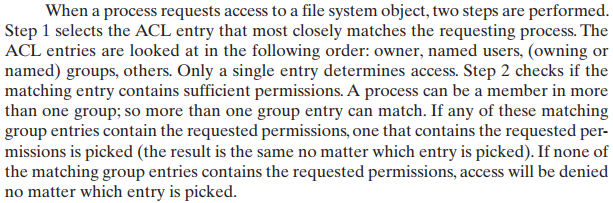 When a process requests access to a file system object, two steps are performed.
Step 1 selects the ACL entry that most closely matches the requesting process. The
ACL entries are looked at in the following order: owner, named users, (owning or
named) groups, others. Only a single entry determines access. Step 2 checks if the
matching entry contains sufficient permissions. A process can be a member in more
than one group; so more than one group entry can match. If any of these matching
group entries contain the requested permissions, one that contains the requested per-
missions is picked (the result is the same no matter which entry is picked). If none of
the matching group entries contains the requested permissions, access will be denied
no matter which entry is picked.